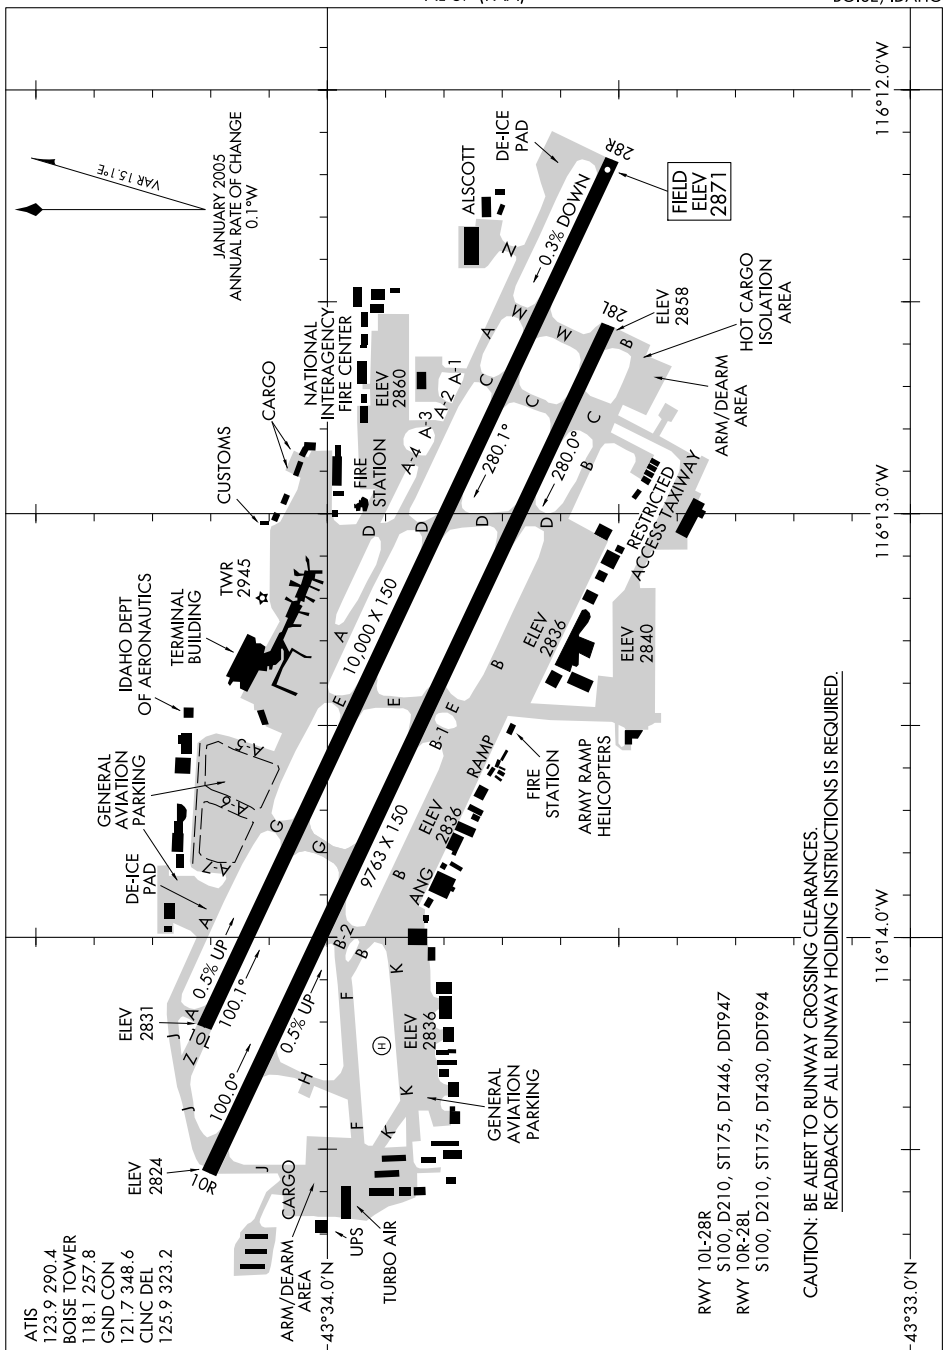 AL-57 (FAA)
BOISE, IDAHO
ATIS
123.9 290.4
BOISE TOWER
118.1 257.8
GND CON
121.7 348.6
CLNC DEL
125.9 323.2
JANUARY 2005
ANNUAL RATE OF CHANGE
0.1°W
VAR 15.1°E
116°12.0'W
116°13.0'W
116°14.0'W
43°34.0'N
43°33.0'N
DE-ICE
PAD
28R
FIELD
ELEV
2871
ALSCOTT
0.3% DOWN
Z
28L
ELEV
2858
HOT CARGO
ISOLATION
AREA
ARM/DEARM
AREA
W
W
B
A
C
C
C
B
NATIONAL
INTERAGENCY
FIRE CENTER
ELEV
2860
A-1
A-2
A-3
A-4
CARGO
CUSTOMS
FIRE
STATION
280.1°
280.0°
D
D
D
D
RESTRICTED
ACCESS TAXIWAY
TWR
2945
TERMINAL
BUILDING
IDAHO DEPT
OF AERONAUTICS
A
10,000 X 150
ELEV
2836
ELEV
2840
B
E
E
E
B-1
RAMP
FIRE
STATION
ARMY RAMP
HELICOPTERS
GENERAL
AVIATION
PARKING
A-5
A-6
A-7
DE-ICE
PAD
G
G
9763 X 150
ELEV
2836
B
ANG
A
0.5% UP
100.1°
B-2
B
ELEV
2831
J
A
10L
Z
0.5% UP
F
K
H
ELEV
2836
J
100.0°
H
F
K
K
GENERAL
AVIATION
PARKING
ELEV
2824
10R
J
CARGO
ARM/DEARM
AREA
UPS
TURBO AIR
RWY 10L-28R
S100, D210, ST175, DT446, DDT947
RWY 10R-28L
S100, D210, ST175, DT430, DDT994
CAUTION: BE ALERT TO RUNWAY CROSSING CLEARANCES.
READBACK OF ALL RUNWAY HOLDING INSTRUCTIONS IS REQUIRED.